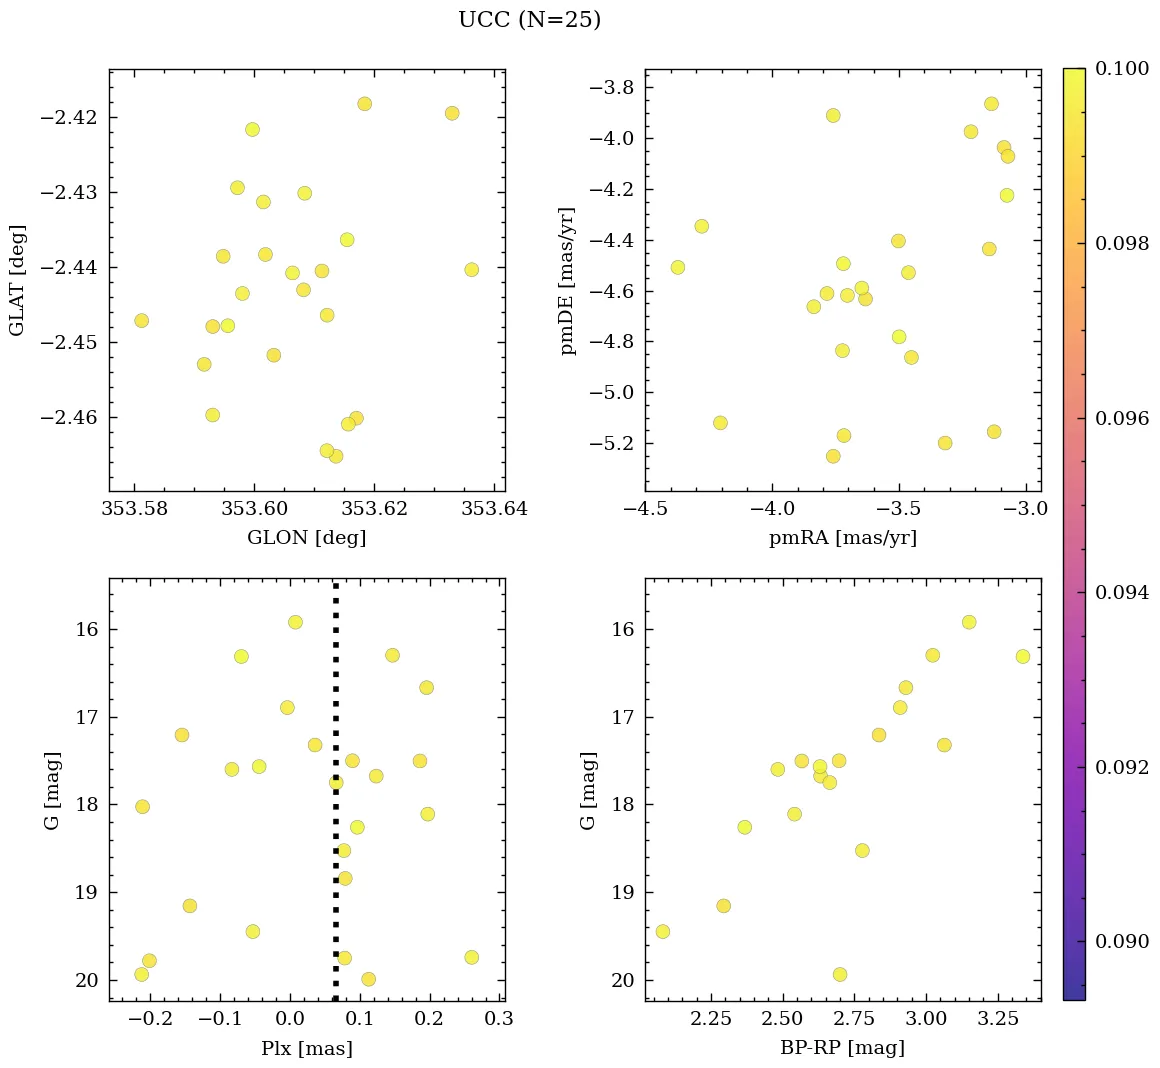 UCC (N=25)
−2.42
−2.43
−2.44
−2.45
−2.46
GLAT [deg]
353.58 353.60 353.62 353.64
GLON [deg]
−3.8
−4.0
−4.2
−4.4
−4.6
−4.8
−5.0
−5.2
pmDE [mas/yr]
−4.5 −4.0 −3.5 −3.0
pmRA [mas/yr]
16
17
18
19
20
G [mag]
−0.2 −0.1 0.0 0.1 0.2 0.3
Plx [mas]
16
17
18
19
20
G [mag]
2.25 2.50 2.75 3.00 3.25
BP-RP [mag]
0.100
0.098
0.096
0.094
0.092
0.090